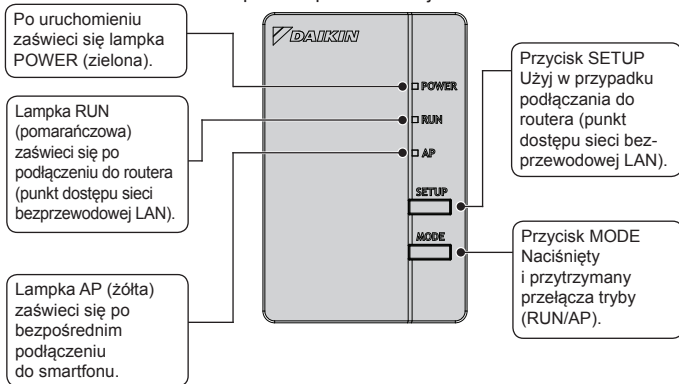 Po uruchomieniu
zaświeci się lampka
POWER (zielona).
Lampka RUN
(pomarańczowa)
zaświeci się po
podłączeniu do routera
(punkt dostępu sieci
bezprzewodowej LAN).
Lampka AP (żółta)
zaświeci się po
bezpośrednim
podłączeniu
do smartfonu.
DAIKIN
POWER
RUN
AP
SETUP
MODE
Przycisk SETUP
Użyj w przypadku
podłączania do
routera (punkt
dostępu sieci bez-
przewodowej LAN).
Przycisk MODE
Naciśnięty
i przytrzymany
przełącza tryby
(RUN/AP).